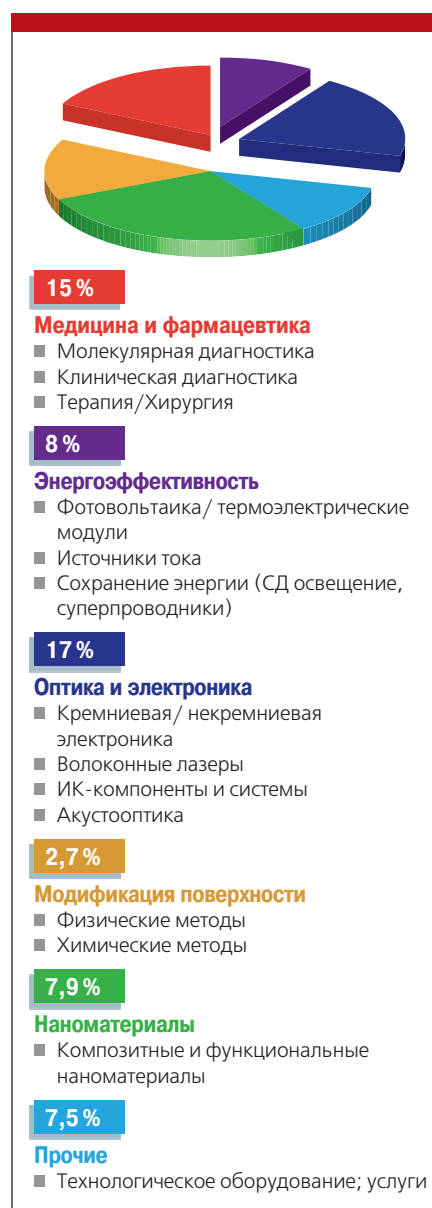 15 %
Медицина и фармацевтика
Молекулярная диагностика
Клиническая диагностика
Терапия/Хирургия
8 %
Энергоэффективность
Фотовольтаика/ термоэлектрические
модули
Источники тока
Сохранение энергии (СД освещение,
суперпроводники)
17 %
Оптика и электроника
Кремниевая/ некремниевая
электроника
Волоконные лазеры
ИК-компоненты и системы
Акустооптика
2,7 %
Модификация поверхности
Физические методы
Химические методы
7,9 %
Наноматериалы
Композитные и функциональные
наноматериалы
7,5 %
Прочие
Технологическое оборудование; услуги